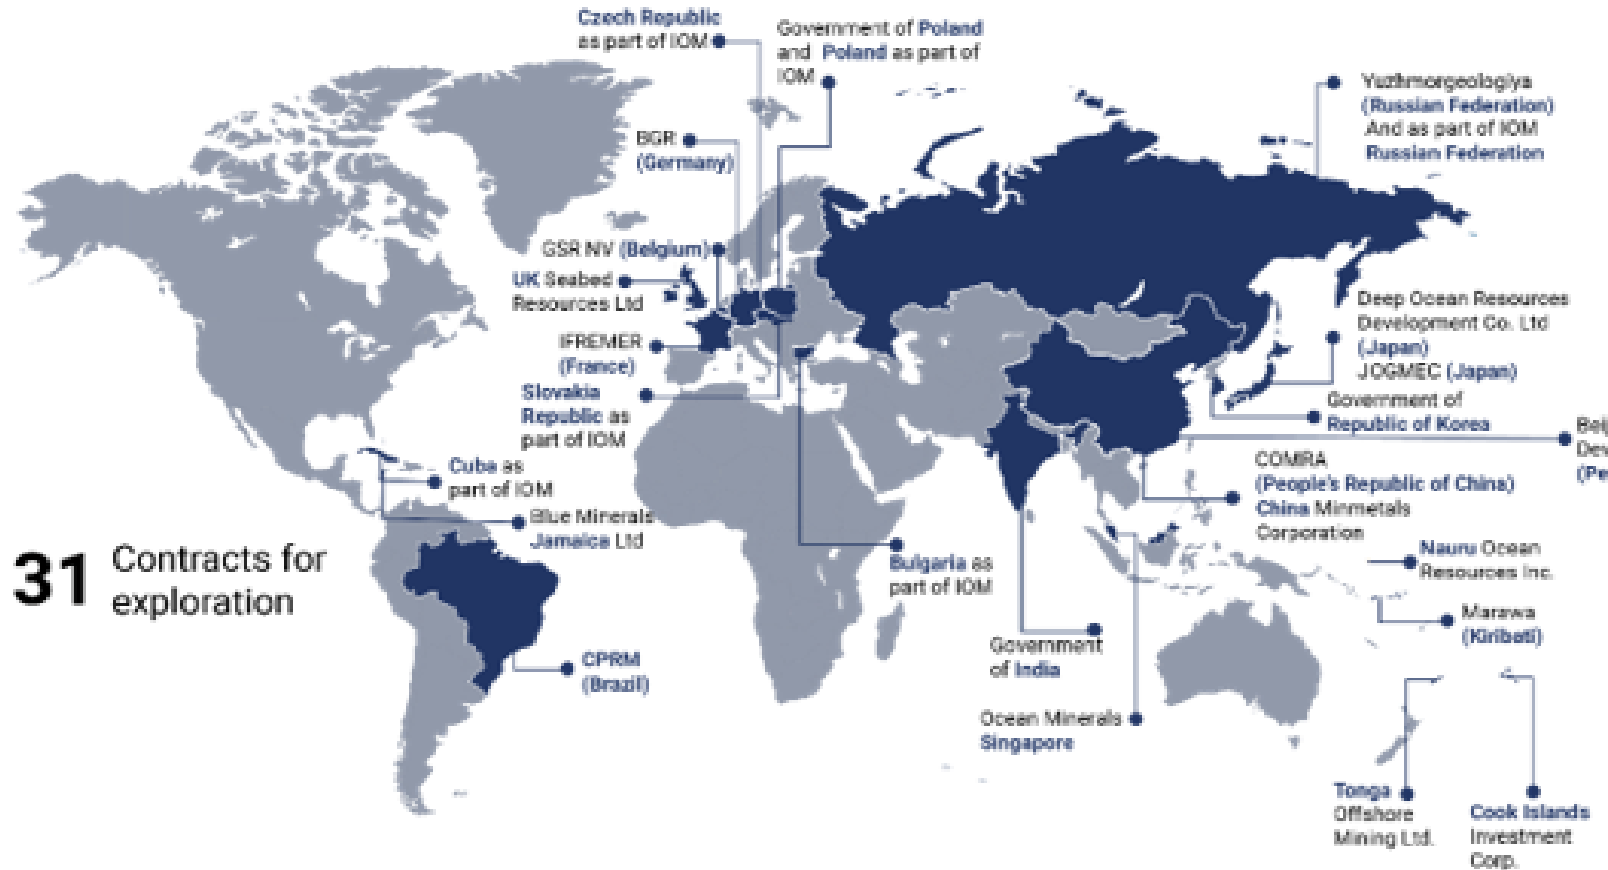 Czech Republic
as part of IOM
Government of Poland
and Poland as part of
IOM
Yuzhmorgeologiya
(Russian Federation)
And as part of IOM
Russian Federation
BGR
(Germany)
GSR NV (Belgium)
UK Seabed
Resources Ltd
IFREMER
(France)
Slovakia
Republic as
part of IOM
Deep Ocean Resources
Development Co. Ltd
(Japan)
JOGMEC (Japan)
Government of
Republic of Korea
Cuba as
part of IOM
COMRA
(People's Republic of China)
China Minmetals
Corporation
Blue Minerals
Jamaica Ltd
31 Contracts for
exploration
Bulgaria as
part of IOM
Nauru Ocean
Resources Inc.
Marawa
(Kiribati)
Government
of India
CPRM
(Brazil)
Ocean Minerals
Singapore
Tonga
Offshore
Mining Ltd.
Cook Islands
Investment
Corp.